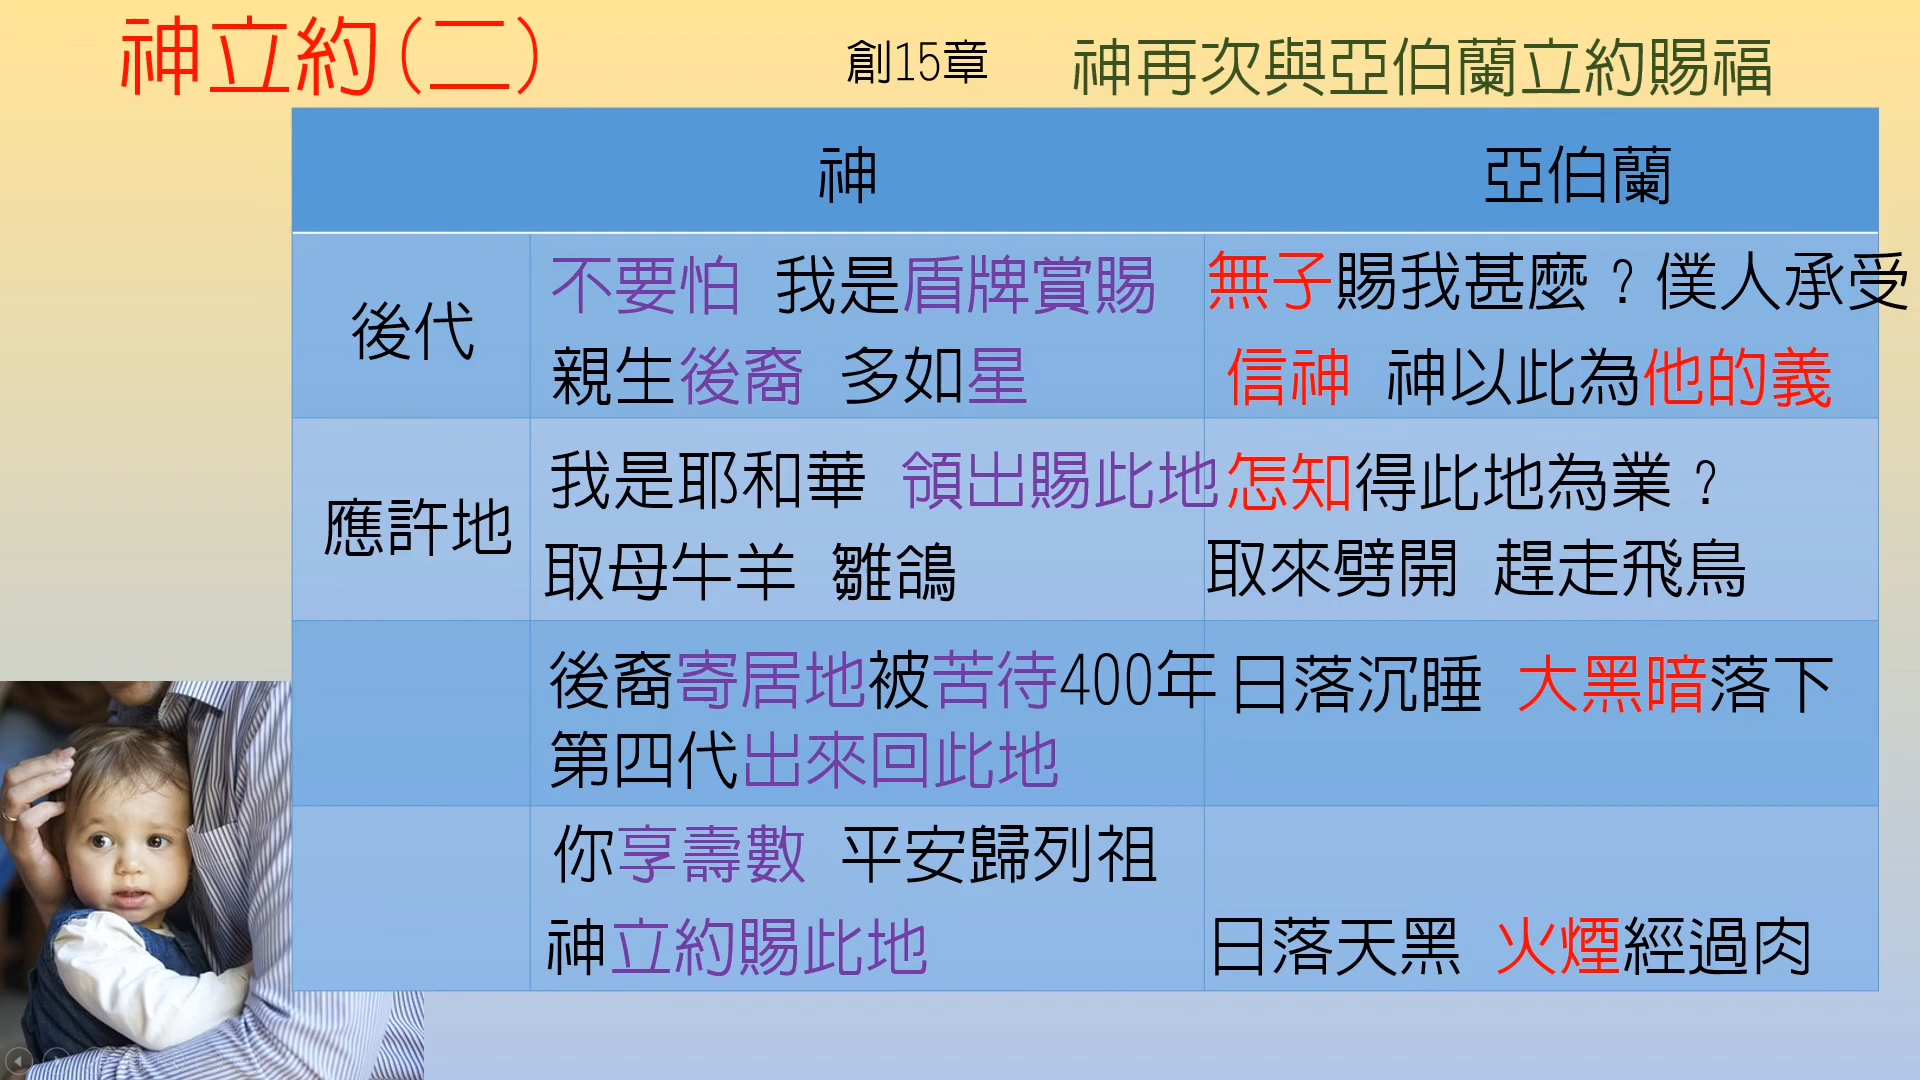 神立約(二) 創15章 神再次與亞伯蘭立約賜福
神 亞伯蘭
後代
不要怕 我是盾牌賞賜
無子賜我甚麼？僕人承受
親生後裔 多如星
信神 神以此為他的義
應許地
我是耶和華 領出賜此地
怎知得此地為業？
取母牛羊 雛鴿
取來劈開 趕走飛鳥
後裔寄居地被苦待400年
日落沉睡 大黑暗落下
第四代出來回此地
你享壽數 平安歸列祖
神立約賜此地
日落天黑 火煙經過肉